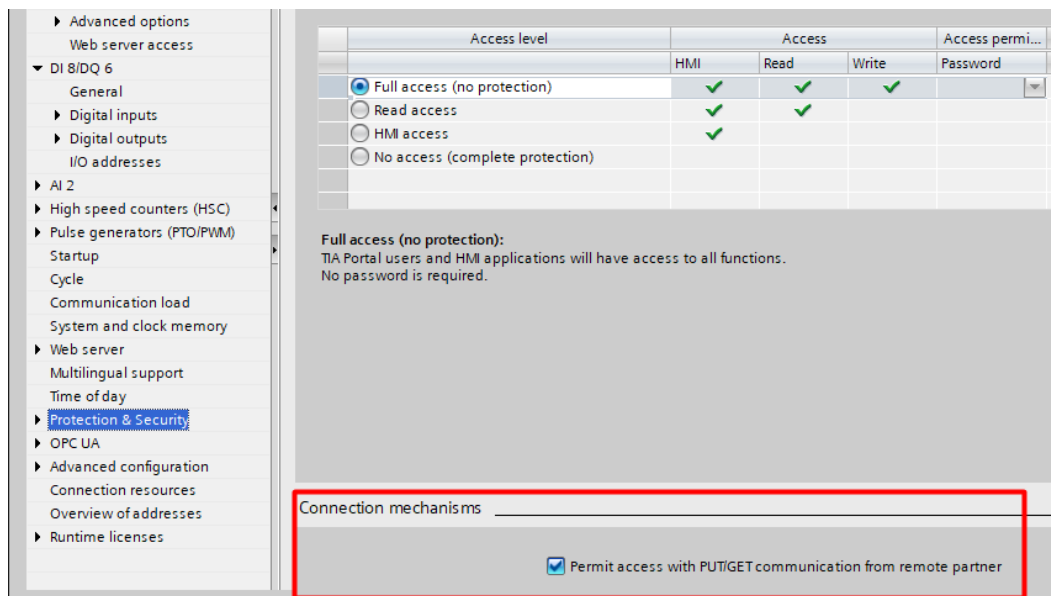 Advanced options
Web server access
DI 8/DQ 6
General
Digital inputs
Digital outputs
I/O addresses
AI 2
High speed counters (HSC)
Pulse generators (PTO/PWM)
Startup
Cycle
Communication load
System and clock memory
Web server
Multilingual support
Time of day
Protection & Security
OPC UA
Advanced configuration
Connection resources
Overview of addresses
Runtime licenses
Access level Access Access permi...
HMI Read Write Password
Full access (no protection)
Read access
HMI access
No access (complete protection)
Full access (no protection):
TIA Portal users and HMI applications will have access to all functions.
No password is required.
Connection mechanisms
Permit access with PUT/GET communication from remote partner